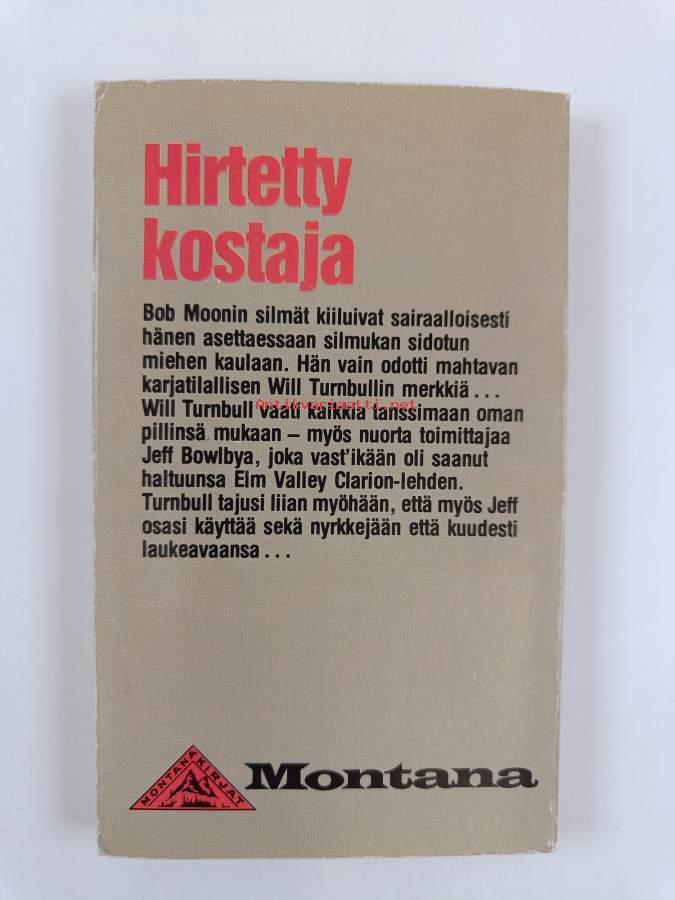 Hirtetty
kostaja
Bob Moonin silmät kiiluivat sairaalloisesti
hänen asettaessaan silmukan sidotun
miehen kaulaan. Hän vain odotti mahtavan
karjatilallisen Will Turnbullin merkkiä...
Antikvariaatti.net
Will Turnbull vaati kaikkia tanssimaan oman
pillinsä mukaan – myös nuorta toimittajaa
Jeff Bowlbya, joka vast'ikään oli saanut
haltuunsa Elm Valley Clarion-lehden.
Turnbull tajusi liian myöhään, että myös Jeff
osasi käyttää sekä nyrkkejään että kuudesti
laukeavaansa...
MONTANA KIRJAT
Montana